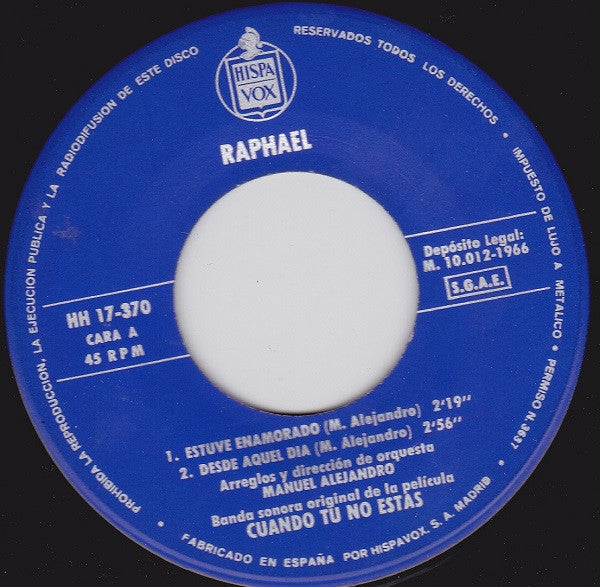 HISPA
VOX
RAPHAEL
Depósito Legal:
M. 10.012-1966
S.G.A.E.
HH 17-370
CARA A
45 RPM
1. ESTUVE ENAMORADO (M. Alejandro) 2'19"
2. DESDE AQUEL DIA (M. Alejandro) 2'56"
Arreglos y dirección de orquesta
MANUEL ALEJANDRO
Banda sonora original de la película
CUANDO TU NO ESTAS
PROHIBIDA LA REPRODUCCION, LA EJECUCION PUBLICA Y LA RADIODIFUSION DE ESTE DISCO
RESERVADOS TODOS LOS DERECHOS • IMPUESTO DE LUJO A METALICO • PERMISO N. 3637
FABRICADO EN ESPAÑA POR HISPAVOX, S. A. MADRID